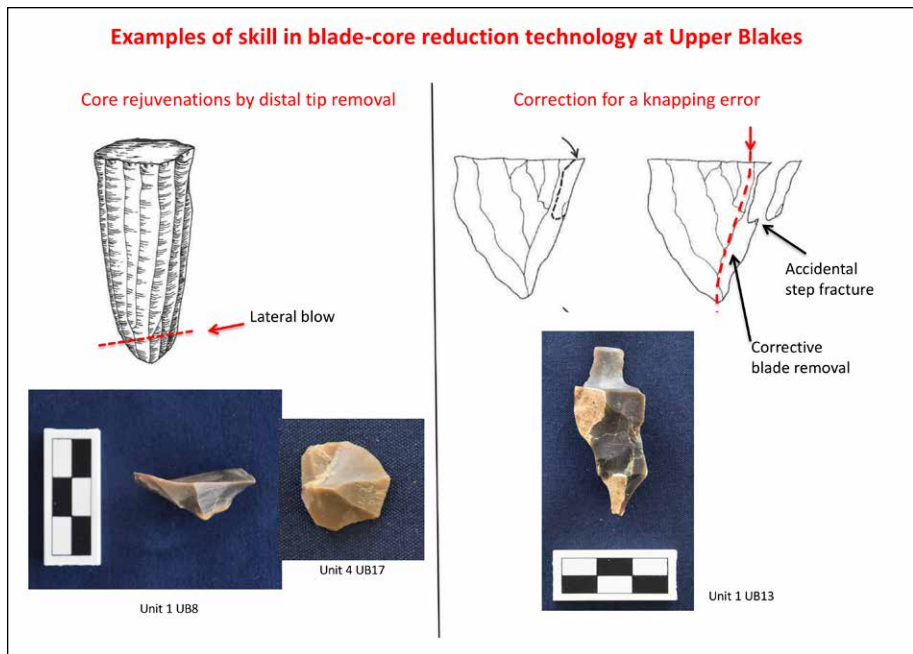 Examples of skill in blade-core reduction technology at Upper Blakes
Core rejuvenations by distal tip removal
Lateral blow
Unit 1 UB8
Unit 4 UB17
Correction for a knapping error
Accidental
step fracture
Corrective
blade removal
Unit 1 UB13